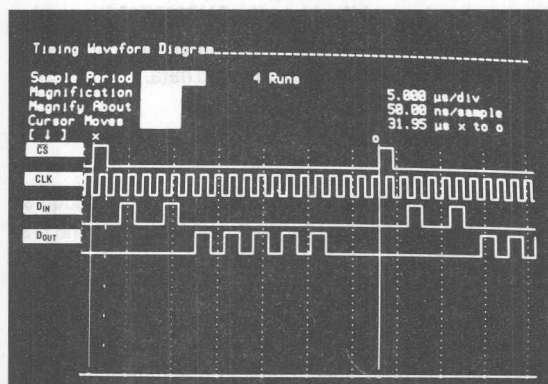 Timing Waveform Diagram
Sample Period 4 Runs
Magnification 5.000 µs/div
Magnify About 50.00 ns/sample
Cursor Moves 31.95 µs x to o
[ ↓ ] x o
CS
CLK
DIN
DOUT